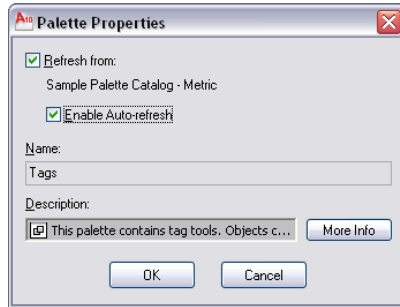 A10 Palette Properties
Refresh from:
Sample Palette Catalog - Metric
Enable Auto-refresh
Name:
Tags
Description:
This palette contains tag tools. Objects c...
More Info
OK
Cancel